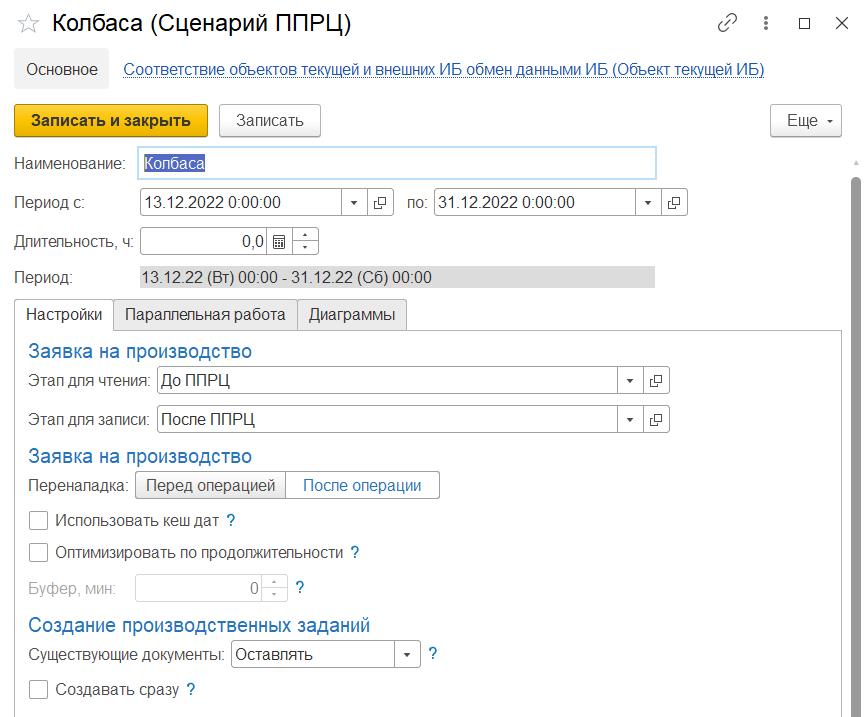 Колбаса (Сценарий ППРЦ)
Основное Соответствие объектов текущей и внешних ИБ обмен данными ИБ (Объект текущей ИБ)
Записать и закрыть Записать Еще
Наименование: Колбаса
Период с: 13.12.2022 0:00:00 по: 31.12.2022 0:00:00
Длительность, ч: 0,0
Период: 13.12.22 (Вт) 00:00 - 31.12.22 (Сб) 00:00
Настройки Параллельная работа Диаграммы
Заявка на производство
Этап для чтения: До ППРЦ
Этап для записи: После ППРЦ
Заявка на производство
Переналадка: Перед операцией После операции
Использовать кеш дат ?
Оптимизировать по продолжительности ?
Буфер, мин: 0 ?
Создание производственных заданий
Существующие документы: Оставлять ?
Создавать сразу ?